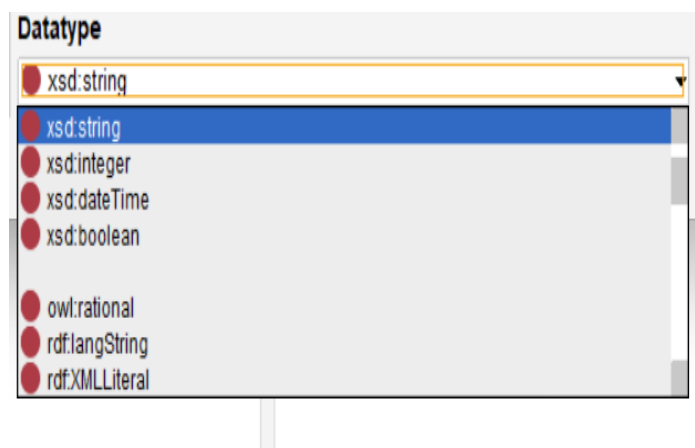 Datatype
xsd:string
xsd:string
xsd:integer
xsd:dateTime
xsd:boolean
owl:rational
rdf:langString
rdf:XMLLiteral